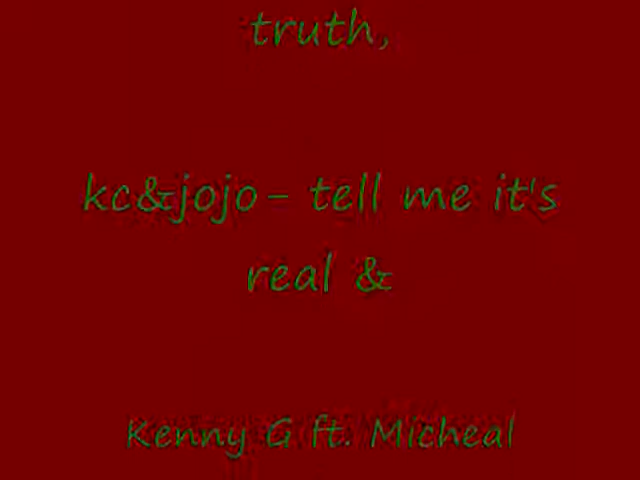 truth,
kc&jojo- tell me it's
real &
Kenny G ft. Micheal